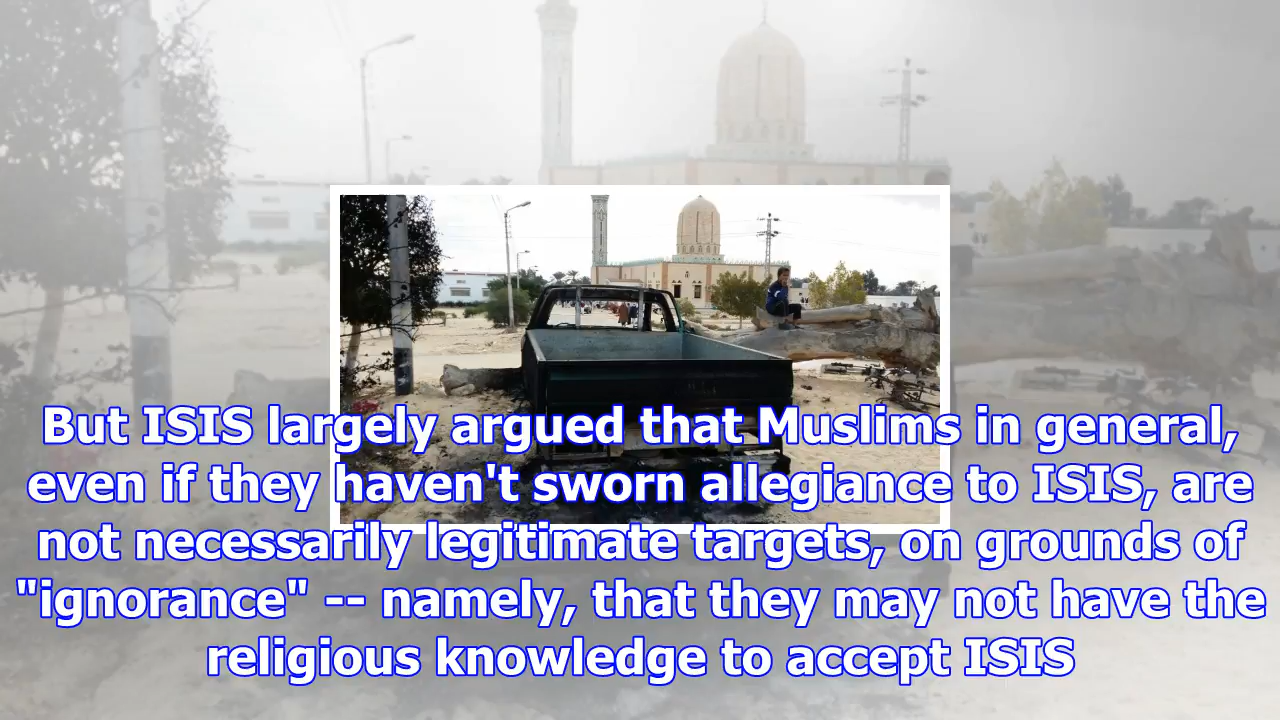 But ISIS largely argued that Muslims in general,
even if they haven't sworn allegiance to ISIS, are
not necessarily legitimate targets, on grounds of
"ignorance" -- namely, that they may not have the
religious knowledge to accept ISIS